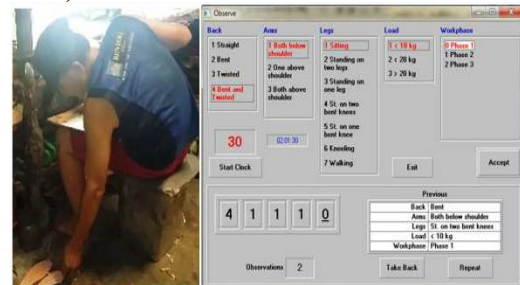 Observe
Back
1 Straight
2 Bent
3 Twisted
4 Bent and
Twisted
Arms
1 Both below
shoulder
2 One above
shoulder
3 Both above
shoulder
Legs
1 Sitting
2 Standing on
two legs
3 Standing on
one leg
4 St. on two
bent knees
5 St. on one
bent knee
6 Kneeling
7 Walking
Load
1 < 10 kg
2 < 20 kg
3 > 20 kg
Workphase
0 Phase 1
1 Phase 2
2 Phase 3
30
02:01:30
Start Clock
Exit
Accept
4 1 1 1 0
Observations 2
Previous
Back Bent
Arms Both below shoulder
Legs St. on two bent knees
Load < 10 kg
Workphase Phase 1
Take Back
Repeat